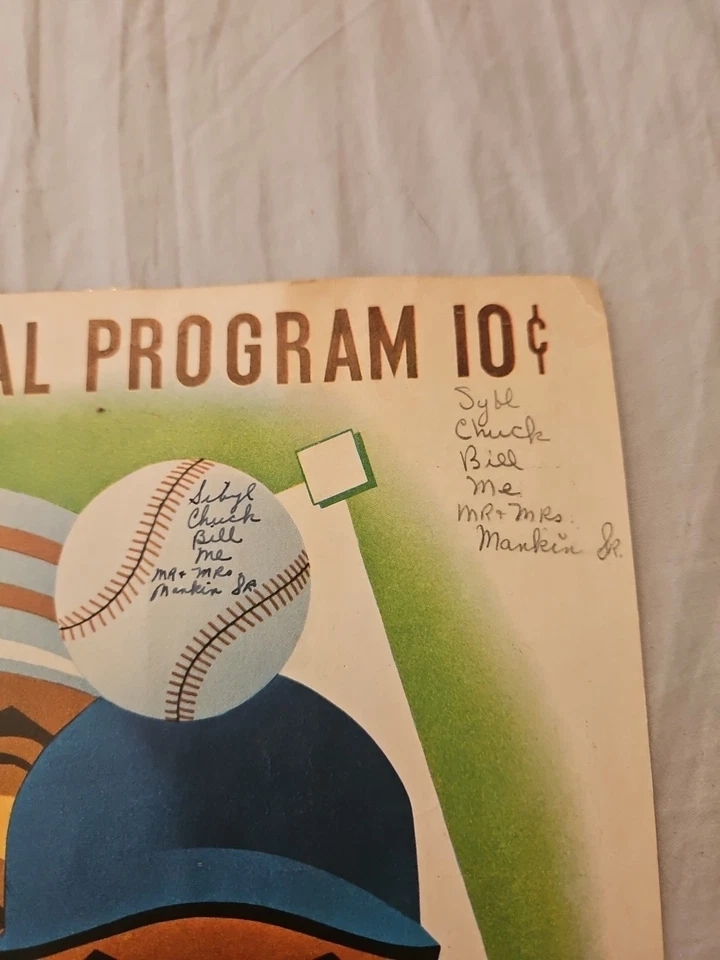 AL PROGRAM 10¢
Sybl
Chuck
Bill
Me
MR + MRs.
Mankin Sr.
Sibyl
Chuck
Bill
Me
MR + MRs.
Mankin SR.